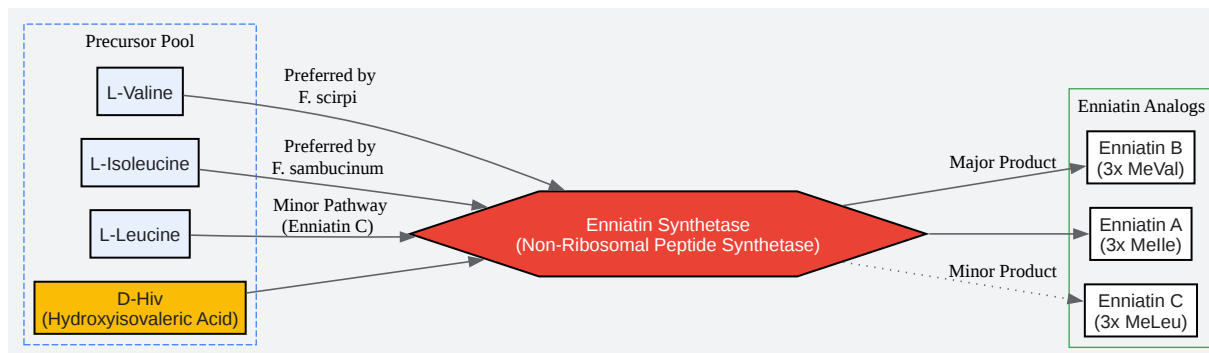 Precursor Pool
L-Valine
L-Isoleucine
L-Leucine
D-Hiv
(Hydroxyisovaleric Acid)
Preferred by
F. scirpi
Preferred by
F. sambucinum
Minor Pathway
(Enniatin C)
Enniatin Synthetase
(Non-Ribosomal Peptide Synthetase)
Major Product
Minor Product
Enniatin Analogs
Enniatin B
(3x MeVal)
Enniatin A
(3x MeIle)
Enniatin C
(3x MeLeu)